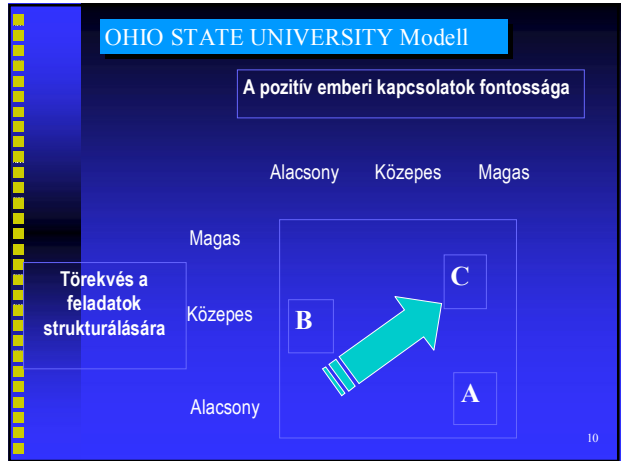 OHIO STATE UNIVERSITY Modell
A pozitív emberi kapcsolatok fontossága
Alacsony Közepes Magas
Magas
Törekvés a
feladatok
strukturálására
Közepes
Alacsony
C
B
A
10